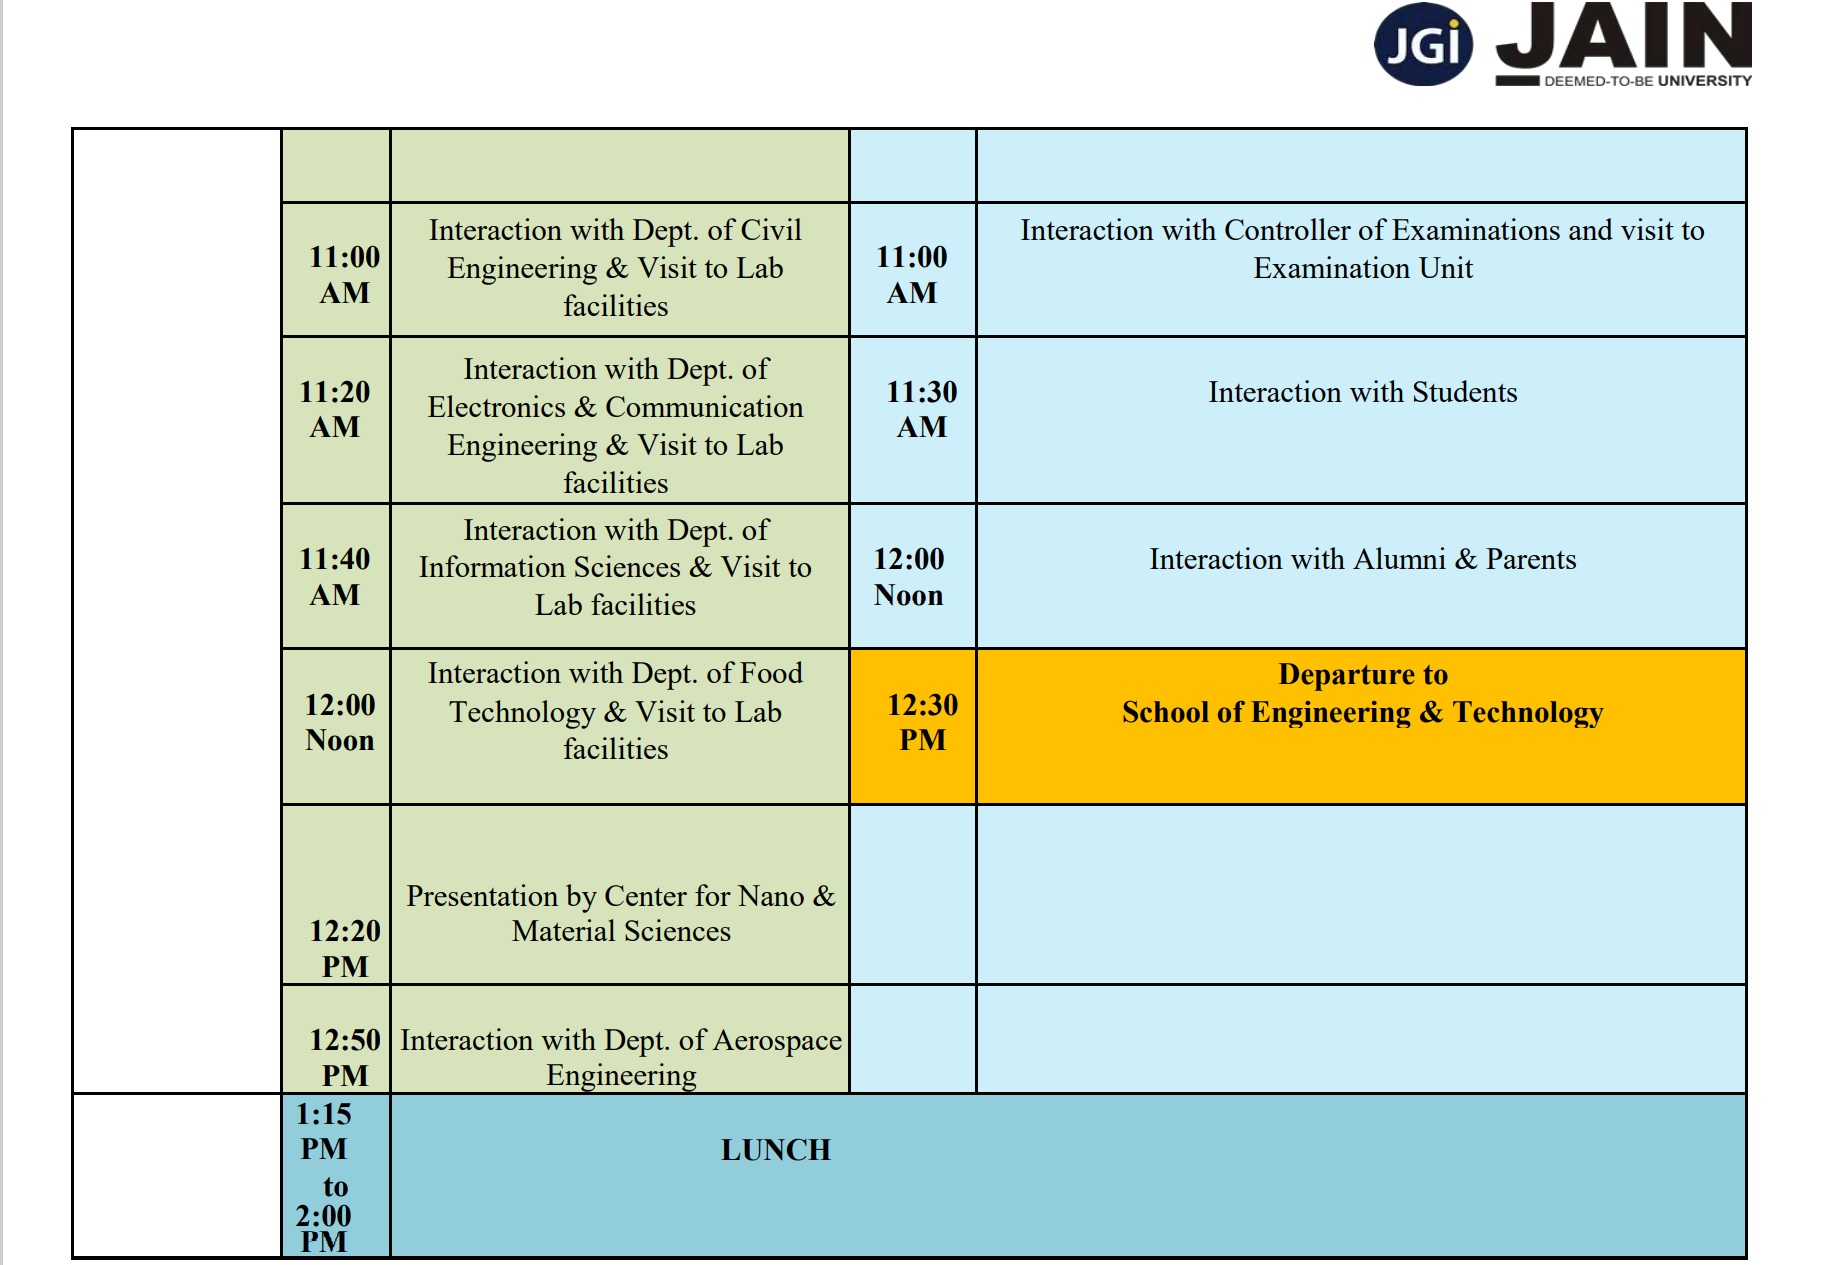 JGi JAIN
DEEMED-TO-BE UNIVERSITY
11:00
AM
Interaction with Dept. of Civil
Engineering & Visit to Lab
facilities
11:00
AM
Interaction with Controller of Examinations and visit to
Examination Unit
11:20
AM
Interaction with Dept. of
Electronics & Communication
Engineering & Visit to Lab
facilities
11:30
AM
Interaction with Students
11:40
AM
Interaction with Dept. of
Information Sciences & Visit to
Lab facilities
12:00
Noon
Interaction with Alumni & Parents
12:00
Noon
Interaction with Dept. of Food
Technology & Visit to Lab
facilities
12:30
PM
Departure to
School of Engineering & Technology
12:20
PM
Presentation by Center for Nano &
Material Sciences
12:50
PM
Interaction with Dept. of Aerospace
Engineering
1:15
PM
to
2:00
PM
LUNCH